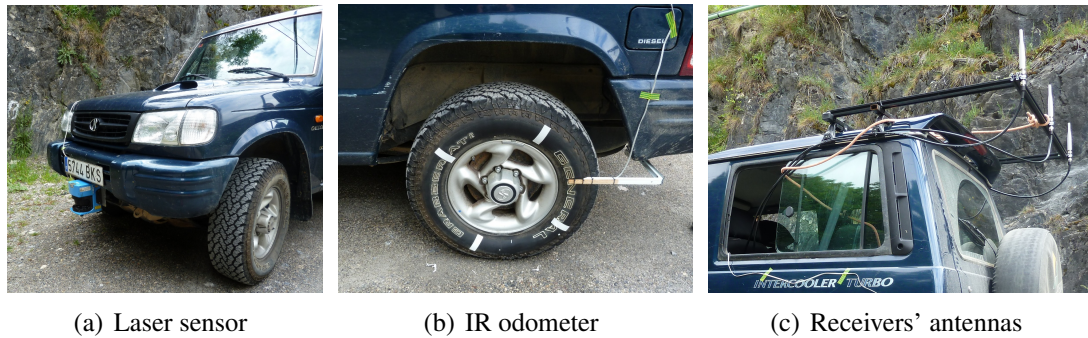 5744 BKS
DIESEL
GRABBER AT
GENERAL
INTERCOOLER TURBO
(a) Laser sensor
(b) IR odometer
(c) Receivers' antennas